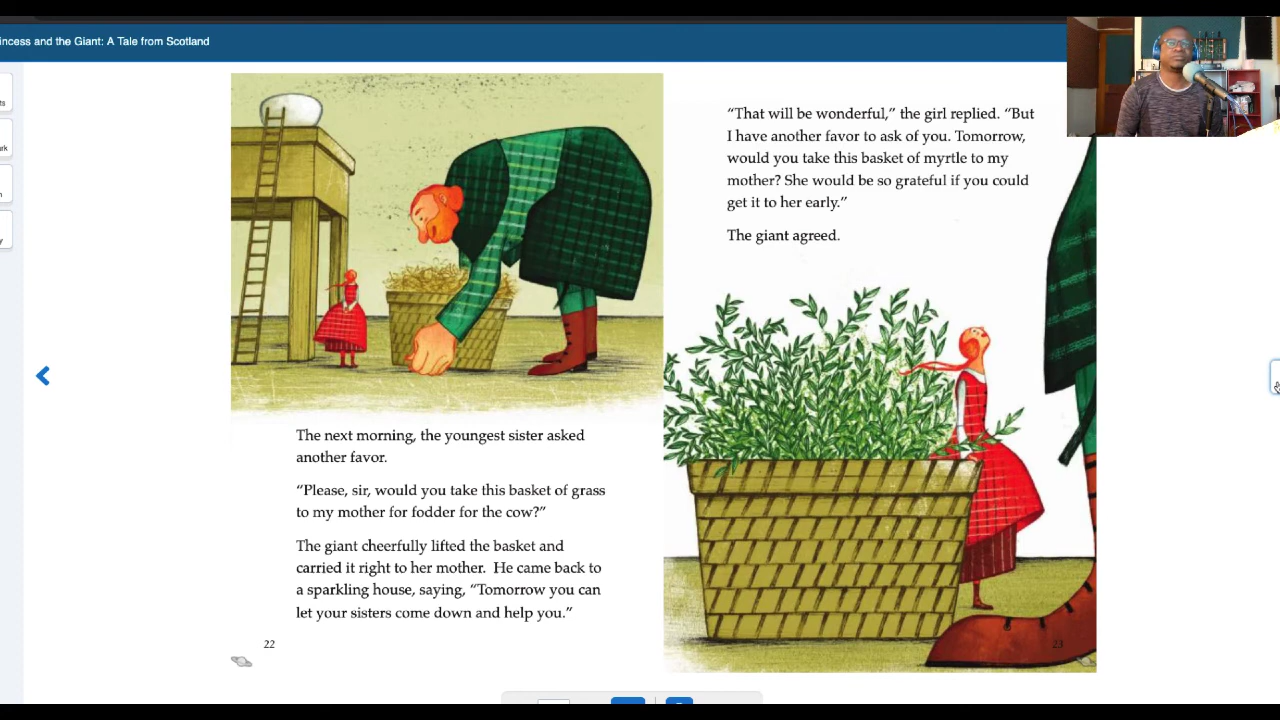 incess and the Giant: A Tale from Scotland
ts
rk
n
y
The next morning, the youngest sister asked
another favor.
“Please, sir, would you take this basket of grass
to my mother for fodder for the cow?”
The giant cheerfully lifted the basket and
carried it right to her mother.  He came back to
a sparkling house, saying, “Tomorrow you can
let your sisters come down and help you.”
22
“That will be wonderful,” the girl replied. “But
I have another favor to ask of you. Tomorrow,
would you take this basket of myrtle to my
mother? She would be so grateful if you could
get it to her early.”
The giant agreed.
23